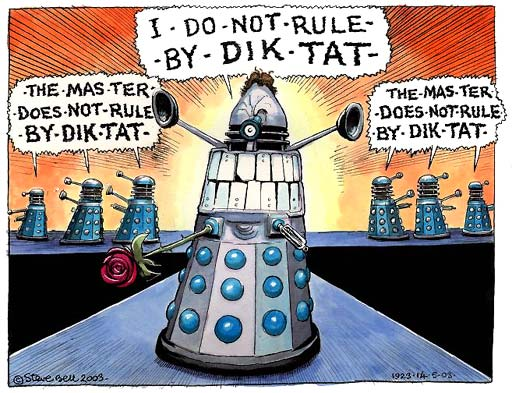 I·DO·NOT·RULE-
-BY·DIK·TAT-
-THE·MAS·TER
-DOES·NOT·RULE
-BY·DIK·TAT-
-THE·MAS·TER
-DOES·NOT·RULE
BY·DIK·TAT-
©Steve Bell 2003-
1923·14·5·03·